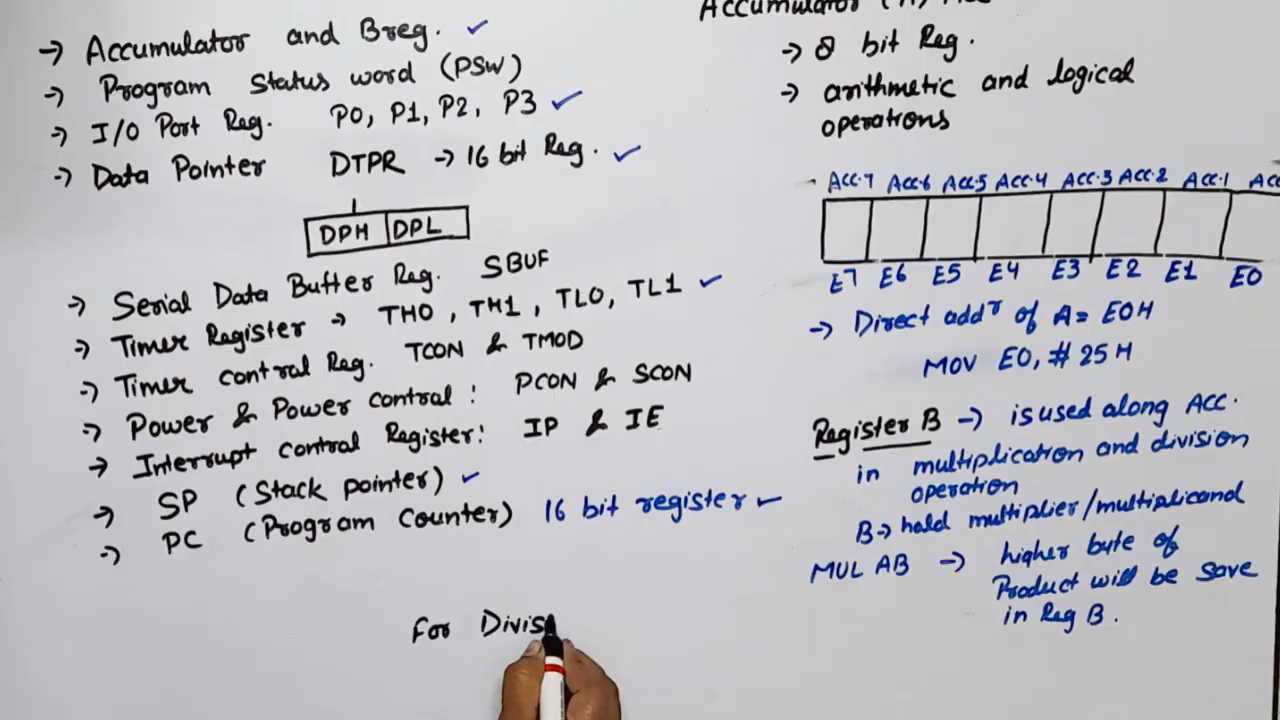 → Accumulator and B reg. ✓
→ Program Status word (PSW)
→ I/O Port Reg. P0, P1, P2, P3 ✓
→ Data Pointer DTPR → 16 bit Reg. ✓
DPH DPL
→ Serial Data Buffer Reg. SBUF
→ Timer Register → TH0, TH1, TL0, TL1 ✓
→ Timer control Reg. TCON & TMOD
→ Power & Power control: PCON & SCON
→ Interrupt control Register: IP & IE
→ SP (Stack pointer) ✓
→ PC (Program Counter) 16 bit register ✓
For Divis
Accumulator (A)
→ 8 bit Reg.
→ arithmetic and logical
operations
Acc.7 Acc.6 Acc.5 Acc.4 Acc.3 Acc.2 Acc.1
E7 E6 E5 E4 E3 E2 E1 E0
→ Direct addr of A = E0H
MOV E0, # 25 H
Register B → is used along Acc.
in multiplication and division
operation
B → hold multiplier/multiplicand
MUL AB → higher byte of
Product will be save
in Reg B.